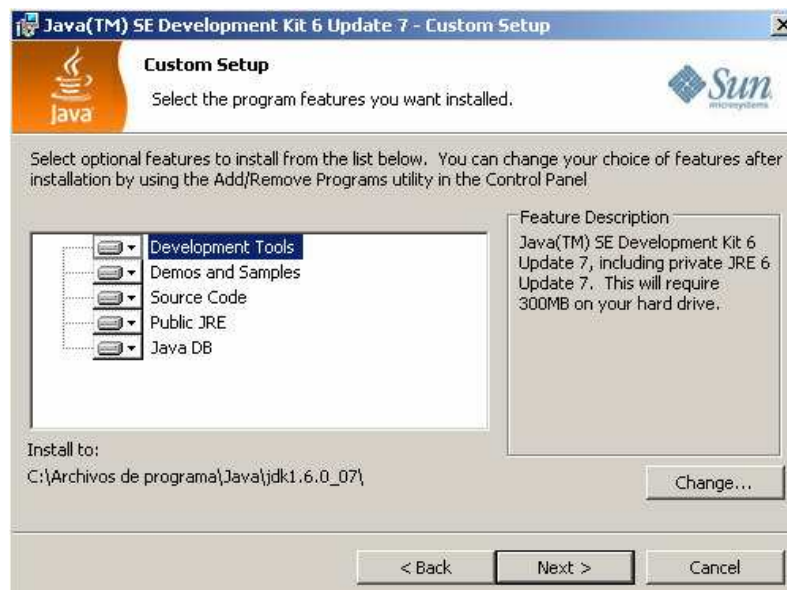 Java(TM) SE Development Kit 6 Update 7 - Custom Setup
Java
Custom Setup
Select the program features you want installed.
Sun
microsystems
Select optional features to install from the list below. You can change your choice of features after
installation by using the Add/Remove Programs utility in the Control Panel
Development Tools
Demos and Samples
Source Code
Public JRE
Java DB
Feature Description
Java(TM) SE Development Kit 6
Update 7, including private JRE 6
Update 7. This will require
300MB on your hard drive.
Install to:
C:\Archivos de programa\Java\jdk1.6.0_07\
Change...
< Back
Next >
Cancel